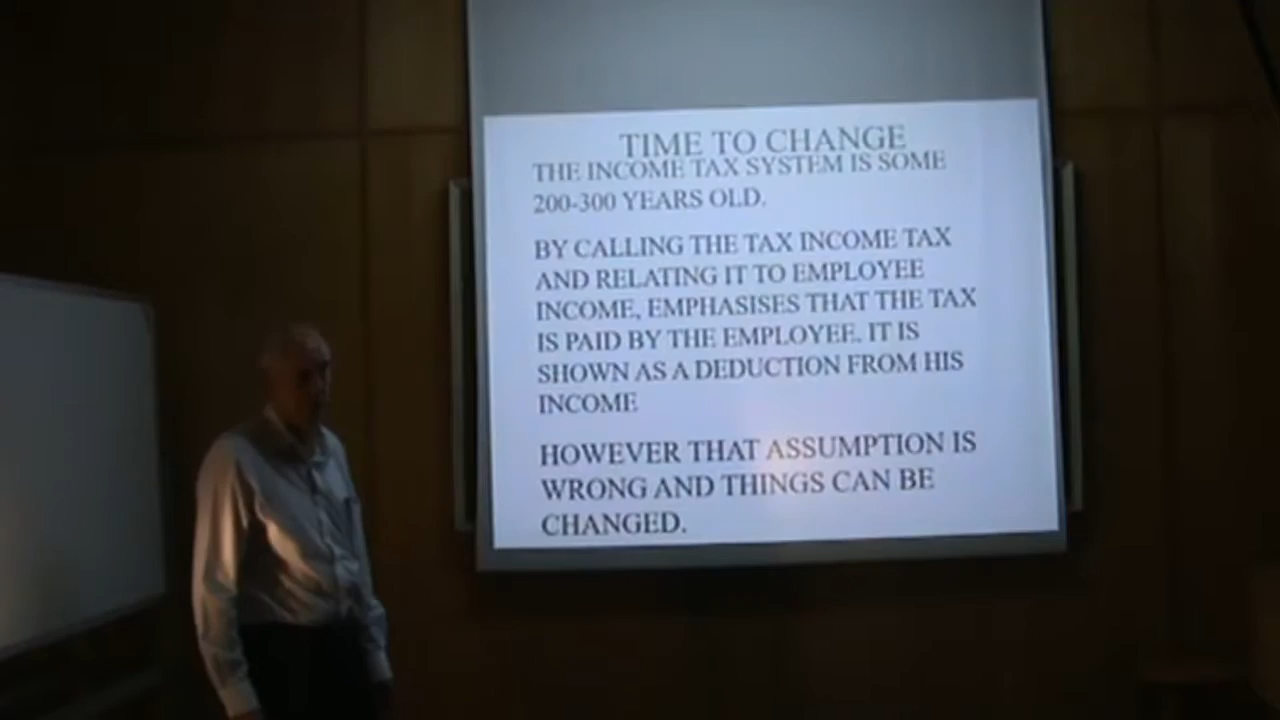 TIME TO CHANGE
THE INCOME TAX SYSTEM IS SOME
200-300 YEARS OLD.
BY CALLING THE TAX INCOME TAX
AND RELATING IT TO EMPLOYEE
INCOME, EMPHASISES THAT THE TAX
IS PAID BY THE EMPLOYEE. IT IS
SHOWN AS A DEDUCTION FROM HIS
INCOME
HOWEVER THAT ASSUMPTION IS
WRONG AND THINGS CAN BE
CHANGED.